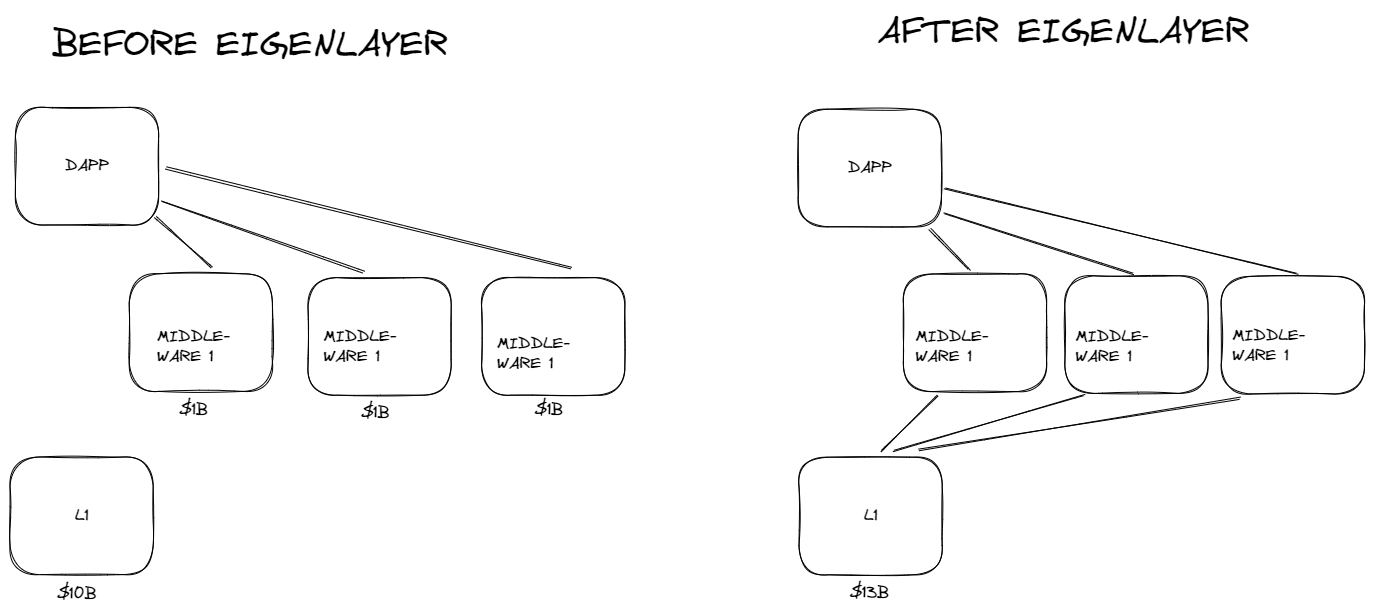 BEFORE EIGENLAYER
DAPP
MIDDLE-
WARE 1
$1B
MIDDLE-
WARE 1
$1B
MIDDLE-
WARE 1
$1B
L1
$10B
AFTER EIGENLAYER
DAPP
MIDDLE-
WARE 1
MIDDLE-
WARE 1
MIDDLE-
WARE 1
L1
$13B